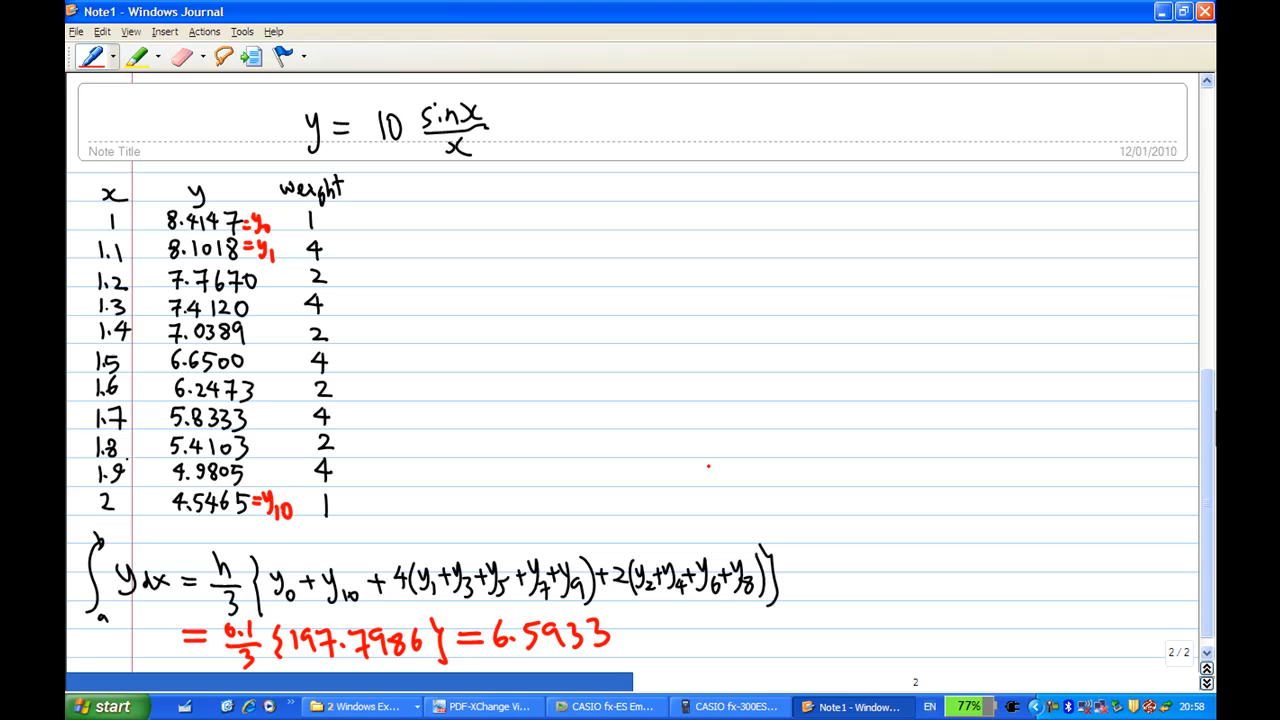 Note1 - Windows Journal
File Edit View Insert Actions Tools Help
y = 10 sinx/x
Note Title 12/01/2010
x y weight
1 8.4147 =y₀ 1
1.1 8.1018 =y₁ 4
1.2 7.7670 2
1.3 7.4120 4
1.4 7.0389 2
1.5 6.6500 4
1.6 6.2473 2
1.7 5.8333 4
1.8 5.4103 2
1.9 4.9805 4
2 4.5465 =y₁₀ 1
∫ₐᵇ y dx = h/3 { y₀ + y₁₀ + 4(y₁+y₃+y₅+y₇+y₉)+2(y₂+y₄+y₆+y₈)}
= 0.1/3 {197.7986} = 6.5933
2 / 2
2
start 2 Windows Ex... PDF-XChange Vi... CASIO fx-ES Em... CASIO fx-300ES... Note1 - Window... EN 77% 20:58